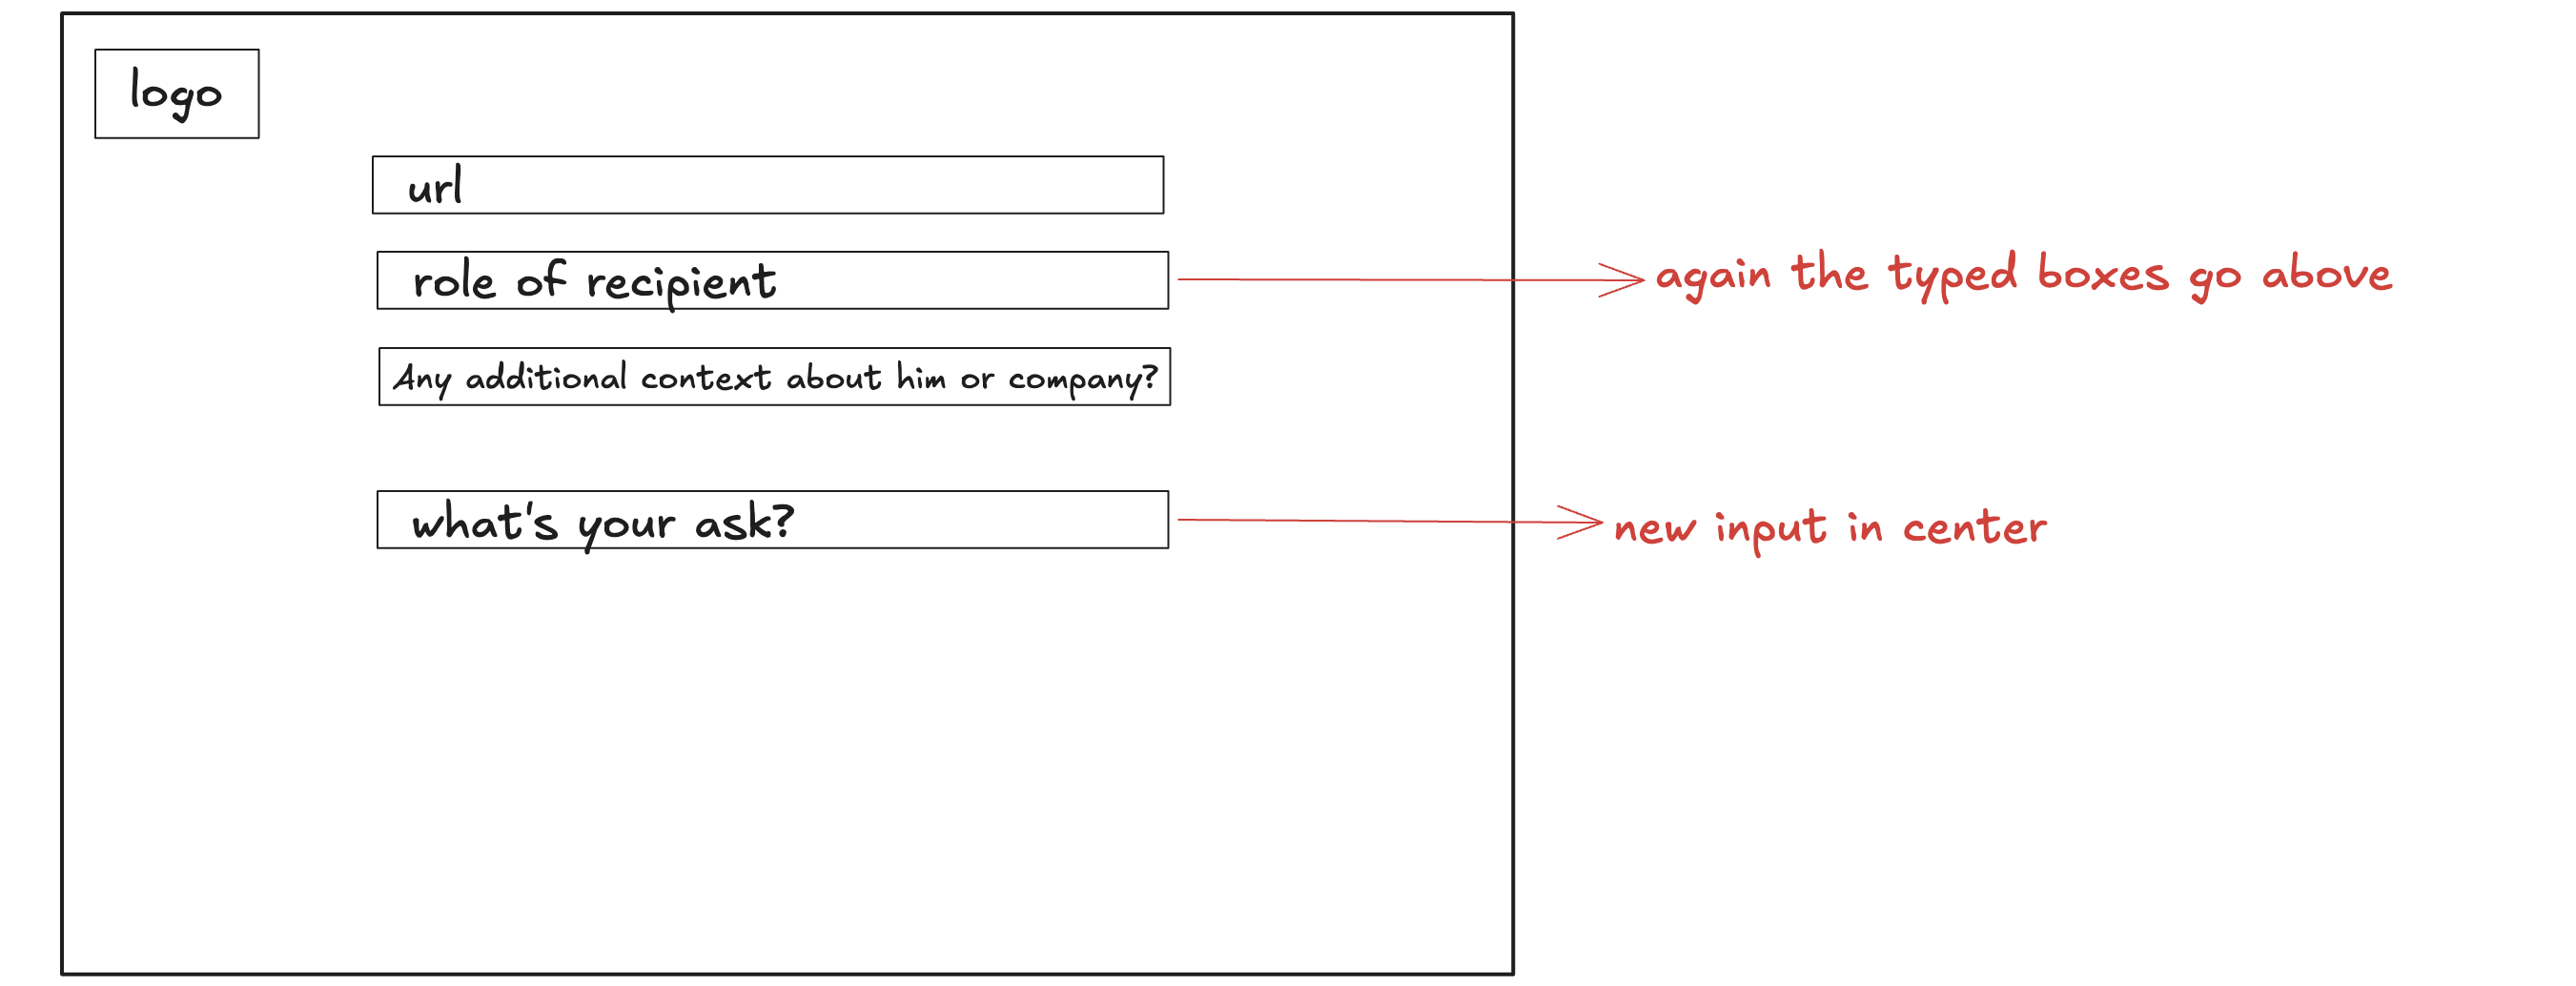 logo
url
role of recipient
again the typed boxes go above
Any additional context about him or company?
what's your ask?
new input in center